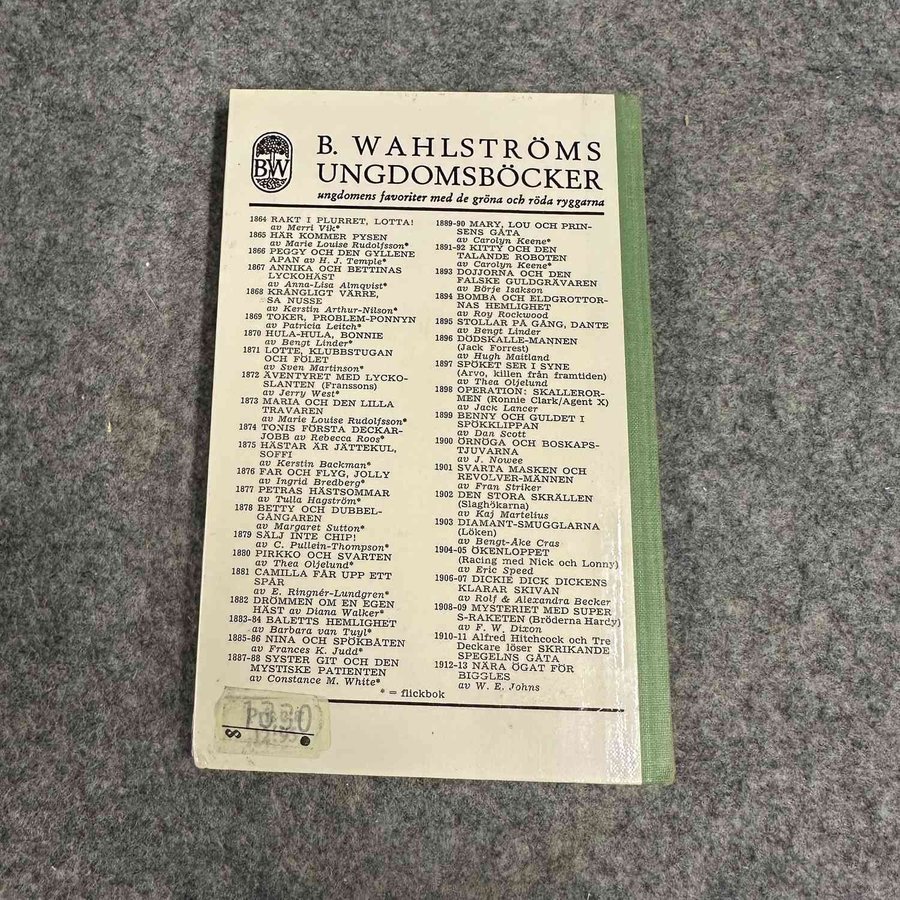 BW
B. WAHLSTRÖMS
UNGDOMSBÖCKER
ungdomens favoriter med de gröna och röda ryggarna
1864 RAKT I PLURRET, LOTTA!
av Merri Vik*
1865 HÄR KOMMER PYSEN
av Marie Louise Rudolfsson*
1866 PEGGY OCH DEN GYLLENE
APAN av H. J. Temple*
1867 ANNIKA OCH BETTINAS
LYCKOHÄST
av Anna-Lisa Almqvist*
1868 KRÅNGLIGT VÄRRE,
SA NUSSE
av Kerstin Arthur-Nilson*
1869 TOKER, PROBLEM-PONNYN
av Patricia Leitch*
1870 HULA-HULA, BONNIE
av Bengt Linder*
1871 LOTTE, KLUBBSTUGAN
OCH FÖLET
av Sven Martinson*
1872 ÄVENTYRET MED LYCKO-
SLANTEN (Franssons)
av Jerry West*
1873 MARIA OCH DEN LILLA
TRAVAREN
av Marie Louise Rudolfsson*
1874 TONIS FÖRSTA DECKAR-
JOBB av Rebecca Roos*
1875 HÄSTAR ÄR JÄTTEKUL,
SOFFI
av Kerstin Backman*
1876 FAR OCH FLYG, JOLLY
av Ingrid Bredberg*
1877 PETRAS HÄSTSOMMAR
av Tulla Hagström*
1878 BETTY OCH DUBBEL-
GÅNGAREN
av Margaret Sutton*
1879 SÄLJ INTE CHIP!
av C. Pullein-Thompson*
1880 PIRKKO OCH SVARTEN
av Thea Oljelund*
1881 CAMILLA FÅR UPP ETT
SPÅR
av E. Ringnér-Lundgren*
1882 DRÖMMEN OM EN EGEN
HÄST av Diana Walker*
1883-84 BALETTS HEMLIGHET
av Barbara van Tuyl*
1885-86 NINA OCH SPÖKBÅTEN
av Frances K. Judd*
1887-88 SYSTER GIT OCH DEN
MYSTISKE PATIENTEN
av Constance M. White*
1889-90 MARY, LOU OCH PRIN-
SENS GÅTA
av Carolyn Keene*
1891-92 KITTY OCH DEN
TALANDE ROBOTEN
av Carolyn Keene*
1893 DOJJORNA OCH DEN
FALSKE GULDGRÄVAREN
av Börje Isakson
1894 BOMBA OCH ELDGROTTOR-
NAS HEMLIGHET
av Roy Rockwood
1895 STOLLAR PÅ GÅNG, DANTE
av Bengt Linder
1896 DÖDSKALLE-MANNEN
(Jack Forrest)
av Hugh Maitland
1897 SPÖKET SER I SYNE
(Arvo, killen från framtiden)
av Thea Oljelund
1898 OPERATION: SKALLEROR-
MEN (Ronnie Clark/Agent X)
av Jack Lancer
1899 BENNY OCH GULDET I
SPÖKKLIPPAN
av Dan Scott
1900 ÖRNÖGA OCH BOSKAPS-
TJUVARNA
av J. Nowee
1901 SVARTA MASKEN OCH
REVOLVER-MÄNNEN
av Fran Striker
1902 DEN STORA SKRÄLLEN
(Slaghökarna)
av Kaj Martelius
1903 DIAMANT-SMUGGLARNA
(Löken)
av Bengt-Åke Cras
1904-05 ÖKENLOPPET
(Racing med Nick och Lonny)
av Eric Speed
1906-07 DICKIE DICK DICKENS
KLARAR SKIVAN
av Rolf & Alexandra Becker
1908-09 MYSTERIET MED SUPER
S-RAKETEN (Bröderna Hardy)
av F. W. Dixon
1910-11 Alfred Hitchcock och Tre
Deckare löser SKRIKANDE
SPEGELNS GÅTA
1912-13 NÄRA ÖGAT FÖR
BIGGLES
av W. E. Johns
* = flickbok